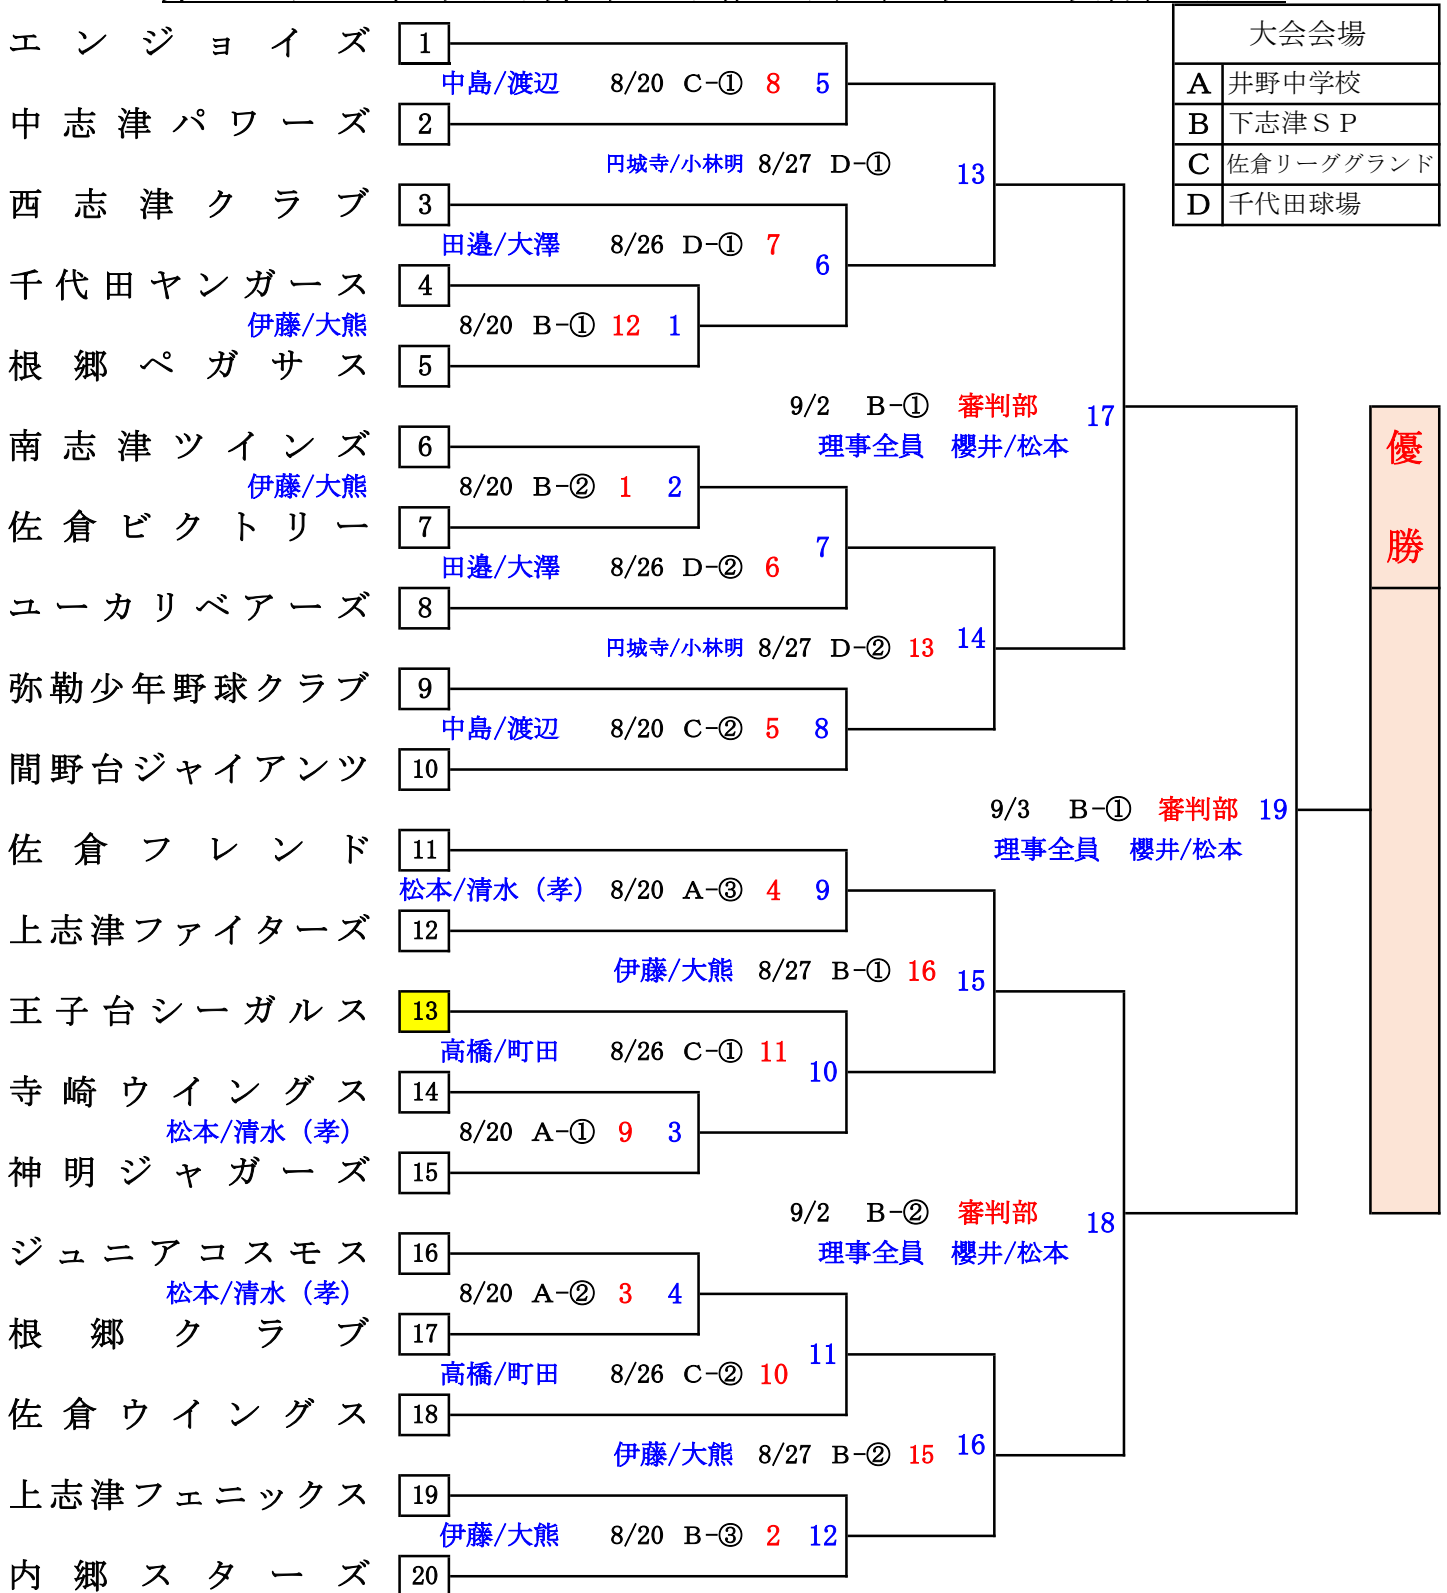 大会会場
A 井野中学校
B 下志津ＳＰ
C 佐倉リーググランド
D 千代田球場
エンジョイズ 1
中島/渡辺 8/20 C-① 8 5
中志津パワーズ 2
円城寺/小林明 8/27 D-① 13
西志津クラブ 3
田邉/大澤 8/26 D-① 7 6
千代田ヤンガース 4
伊藤/大熊 8/20 B-① 12 1
根郷ペガサス 5
9/2 B-① 審判部 17
理事全員 櫻井/松本
南志津ツインズ 6
伊藤/大熊 8/20 B-② 1 2
佐倉ビクトリー 7
田邉/大澤 8/26 D-② 6 7
ユーカリベアーズ 8
円城寺/小林明 8/27 D-② 13 14
弥勒少年野球クラブ 9
中島/渡辺 8/20 C-② 5 8
間野台ジャイアンツ 10
9/3 B-① 審判部 19
理事全員 櫻井/松本
優勝
佐倉フレンド 11
松本/清水（孝） 8/20 A-③ 4 9
上志津ファイターズ 12
伊藤/大熊 8/27 B-① 16 15
王子台シーガルス 13
高橋/町田 8/26 C-① 11 10
寺崎ウイングス 14
松本/清水（孝） 8/20 A-① 9 3
神明ジャガーズ 15
9/2 B-② 審判部 18
理事全員 櫻井/松本
ジュニアコスモス 16
松本/清水（孝） 8/20 A-② 3 4
根郷クラブ 17
高橋/町田 8/26 C-② 10 11
佐倉ウイングス 18
伊藤/大熊 8/27 B-② 15 16
上志津フェニックス 19
伊藤/大熊 8/20 B-③ 2 12
内郷スターズ 20